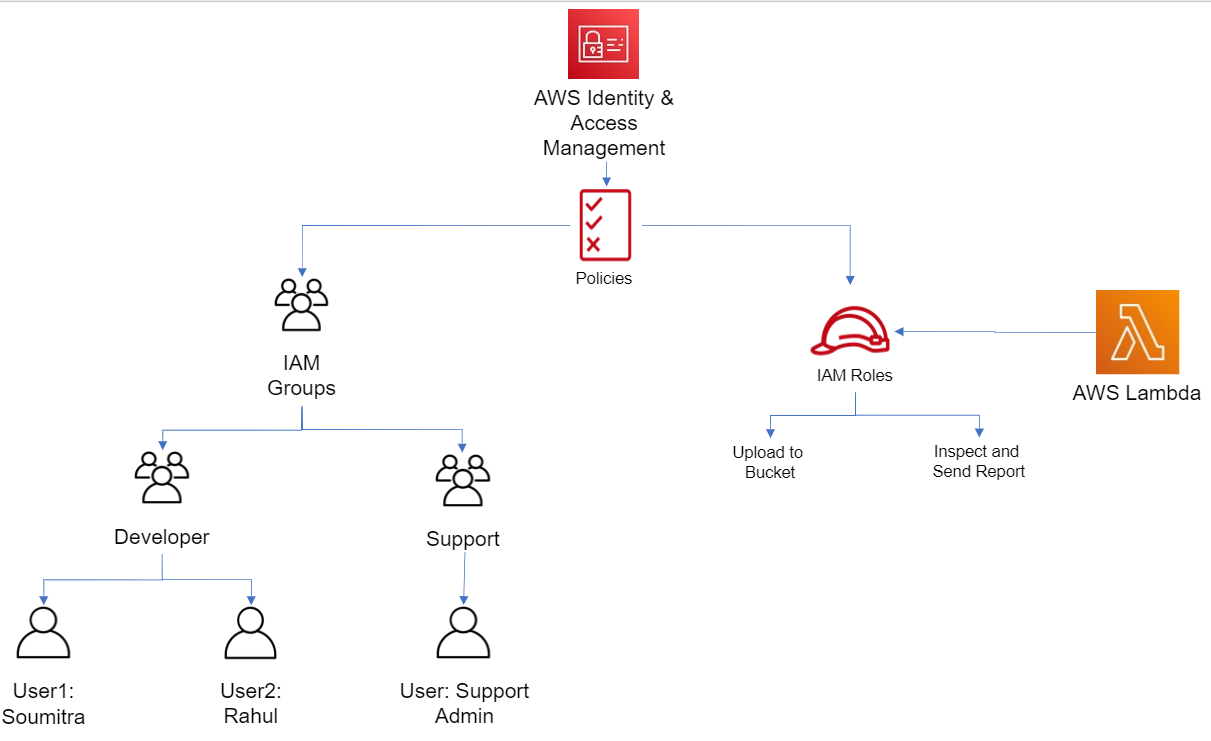 AWS Identity &
Access
Management
Policies
IAM
Groups
IAM Roles
AWS Lambda
Upload to
Bucket
Inspect and
Send Report
Developer
Support
User1:
Soumitra
User2:
Rahul
User: Support
Admin